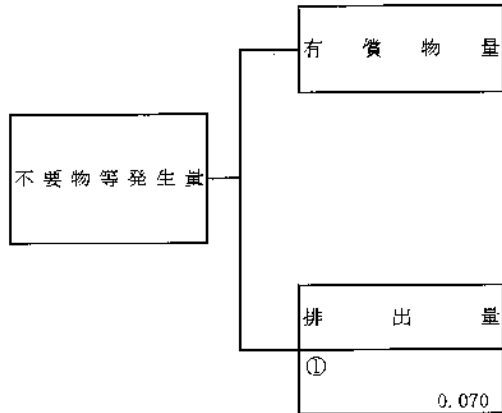 有償物量
不要物等発生量
排出量
①
0.070